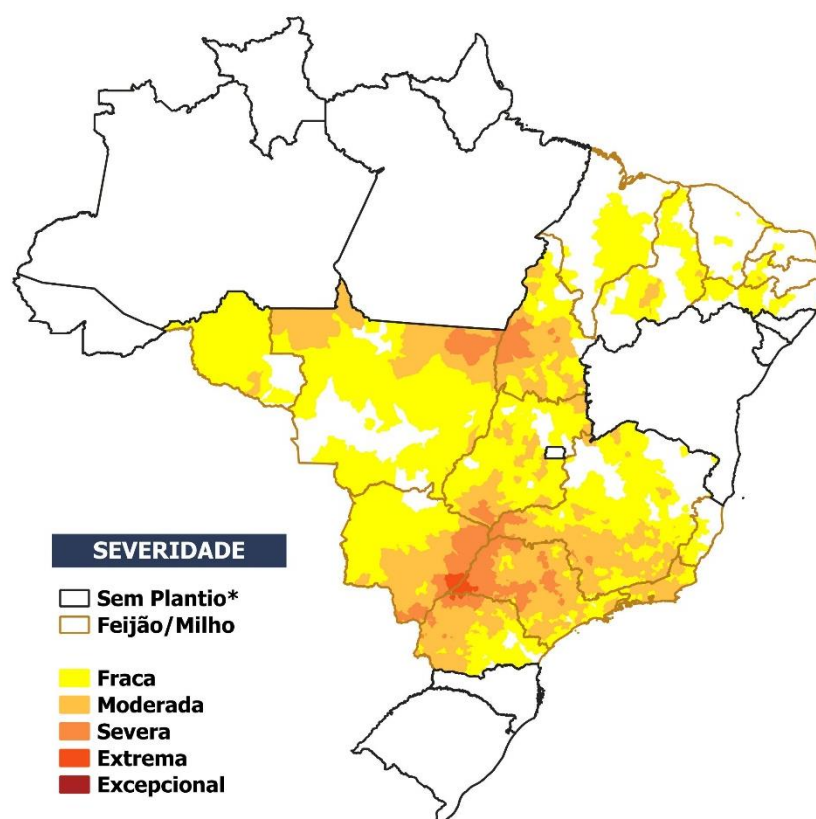 SEVERIDADE
Sem Plantio*
Feijão/Milho
Fraca
Moderada
Severa
Extrema
Excepcional